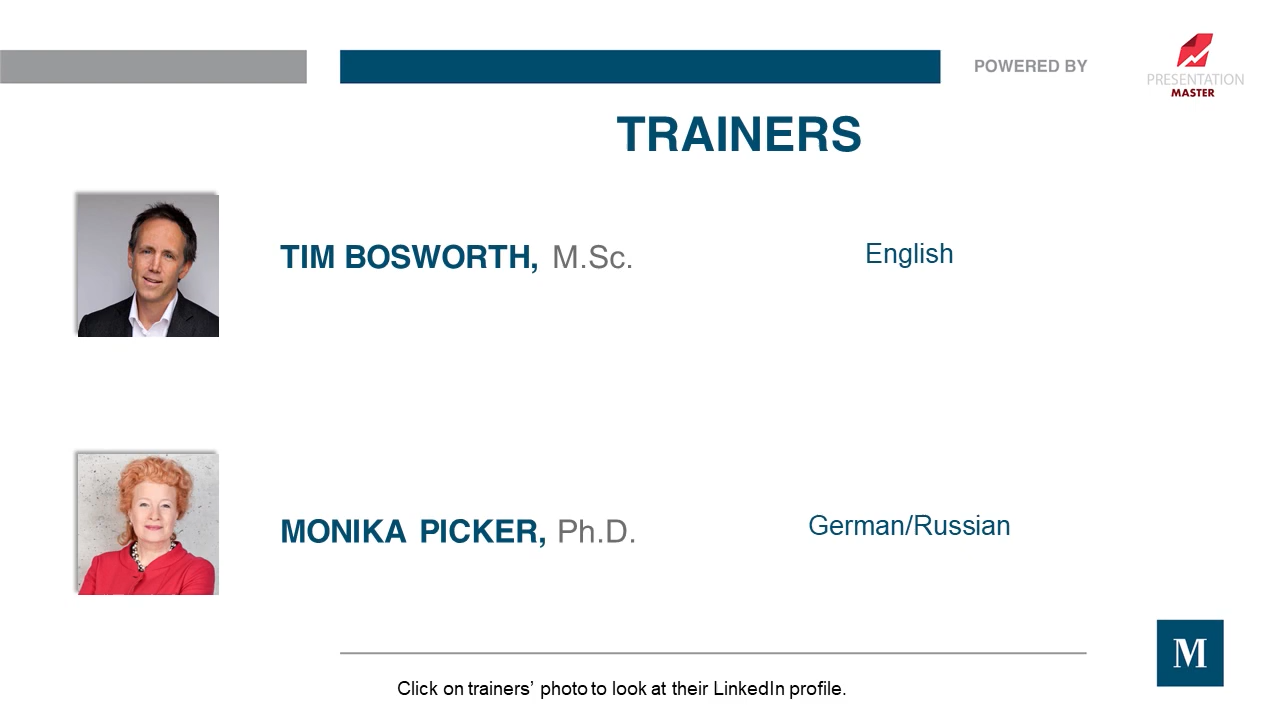 POWERED BY
PRESENTATION
MASTER
TRAINERS
TIM BOSWORTH, M.Sc.
English
MONIKA PICKER, Ph.D.
German/Russian
M
Click on trainers’ photo to look at their LinkedIn profile.